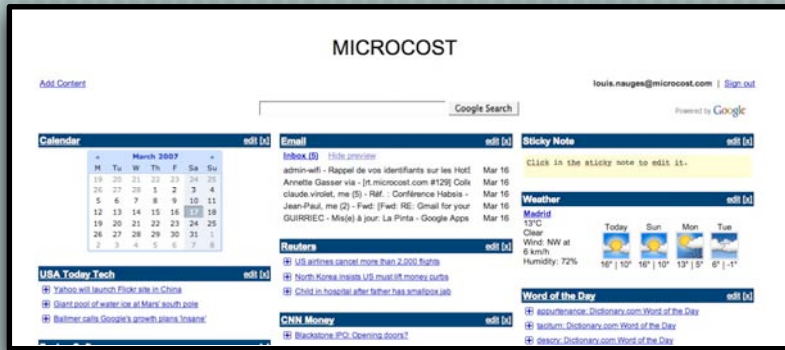 MICROCOST
Add Content
louis.nauges@microcost.com | Sign out
Google Search
Powered by Google
Calendar edit [x]
« March 2007 »
M Tu W Th F Sa Su
19 20 21 22 23 24 25
26 27 28 1 2 3 4
5 6 7 8 9 10 11
12 13 14 15 16 17 18
19 20 21 22 23 24 25
26 27 28 29 30 31 1
2 3 4 5 6 7 8
USA Today Tech edit [x]
Yahoo will launch Flickr site in China
Giant pool of water ice at Mars' south pole
Ballmer calls Google's growth plans 'insane'
Email edit [x]
Inbox (5) Hide preview
admin-wifi - Rappel de vos identifiants sur les Mar 16
Annette Gasser via - [rt.microcost.com #129] Mar 16
claude.virolet, me (5) - Réf. : Conférence Habsis - Mar 16
Jean-Paul, me (2) - Fwd: [Fwd: RE: Gmail for your Mar 16
GUIRRIEC - Mis(e) à jour: La Pinta - Google Apps Mar 16
Reuters edit [x]
US airlines cancel more than 2,000 flights
North Korea insists US must lift money curbs
Child in hospital after father has smallpox jab
CNN Money edit [x]
Blackstone IPO: Opening doors?
Sticky Note edit [x]
Click in the sticky note to edit it.
Weather edit [x]
Madrid
13°C
Clear
Wind: NW at
6 km/h
Humidity: 72%
Today Sun Mon Tue
16° | 10° 16° | 10° 13° | 5° 6° | -1°
Word of the Day edit [x]
appurtenance: Dictionary.com Word of the Day
taciturn: Dictionary.com Word of the Day
descry: Dictionary.com Word of the Day